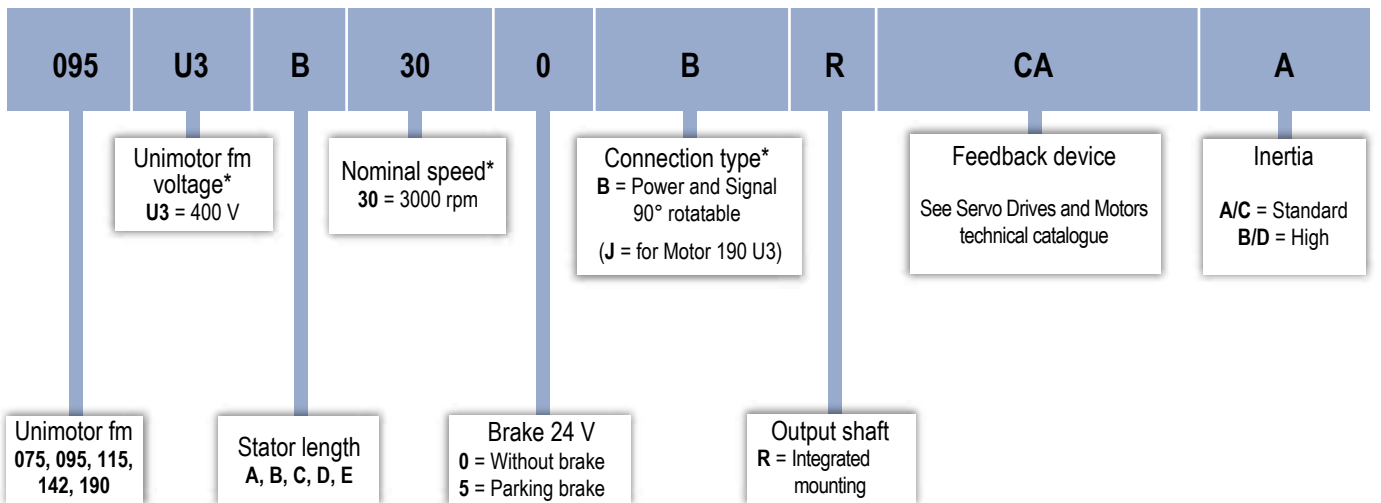 095 U3 B 30 0 B R CA A
Unimotor fm
voltage*
U3 = 400 V
Nominal speed*
30 = 3000 rpm
Connection type*
B = Power and Signal
90° rotatable
(J = for Motor 190 U3)
Feedback device
See Servo Drives and Motors
technical catalogue
Inertia
A/C = Standard
B/D = High
Unimotor fm
075, 095, 115,
142, 190
Stator length
A, B, C, D, E
Brake 24 V
0 = Without brake
5 = Parking brake
Output shaft
R = Integrated
mounting